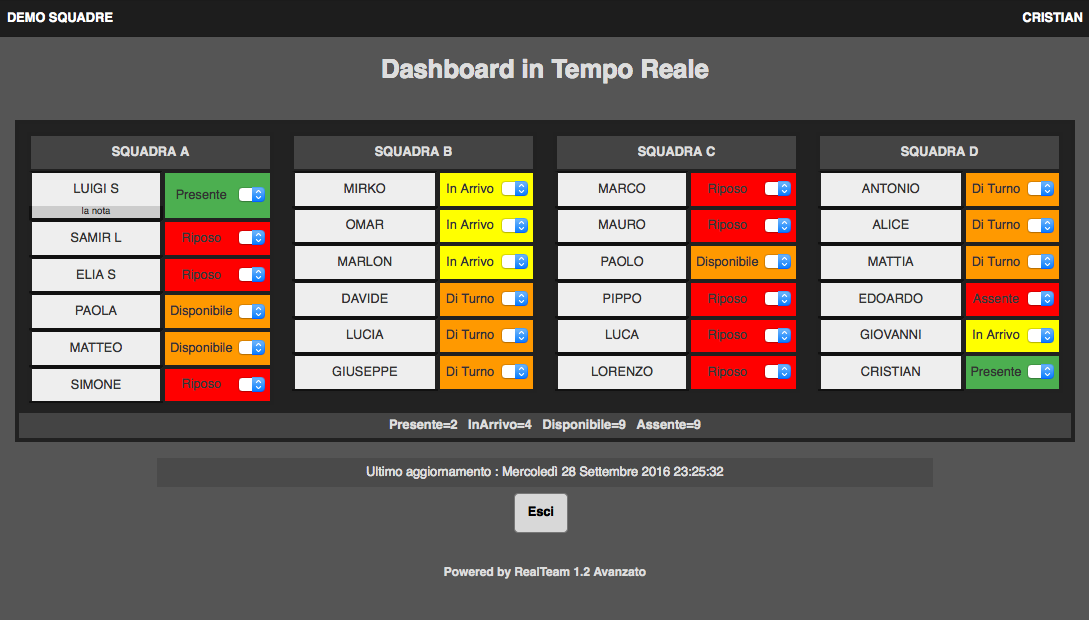 DEMO SQUADRE CRISTIAN
Dashboard in Tempo Reale
SQUADRA A
LUIGI S Presente
la nota
SAMIR L Riposo
ELIA S Riposo
PAOLA Disponibile
MATTEO Disponibile
SIMONE Riposo
SQUADRA B
MIRKO In Arrivo
OMAR In Arrivo
MARLON In Arrivo
DAVIDE Di Turno
LUCIA Di Turno
GIUSEPPE Di Turno
SQUADRA C
MARCO Riposo
MAURO Riposo
PAOLO Disponibile
PIPPO Riposo
LUCA Riposo
LORENZO Riposo
SQUADRA D
ANTONIO Di Turno
ALICE Di Turno
MATTIA Di Turno
EDOARDO Assente
GIOVANNI In Arrivo
CRISTIAN Presente
Presente=2 InArrivo=4 Disponibile=9 Assente=9
Ultimo aggiornamento : Mercoledì 28 Settembre 2016 23:25:32
Esci
Powered by RealTeam 1.2 Avanzato